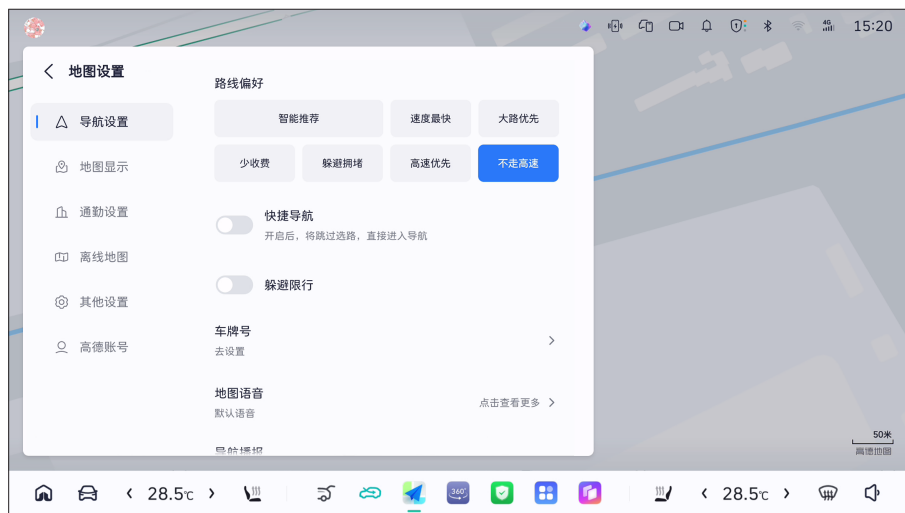 4G
15:20
地图设置
导航设置
地图显示
通勤设置
离线地图
其他设置
高德账号
路线偏好
智能推荐 速度最快 大路优先
少收费 躲避拥堵 高速优先 不走高速
快捷导航
开启后，将跳过选路，直接进入导航
躲避限行
车牌号
去设置
地图语音
默认语音
点击查看更多
导航播报
50米
高德地图
28.5℃
360°
28.5℃